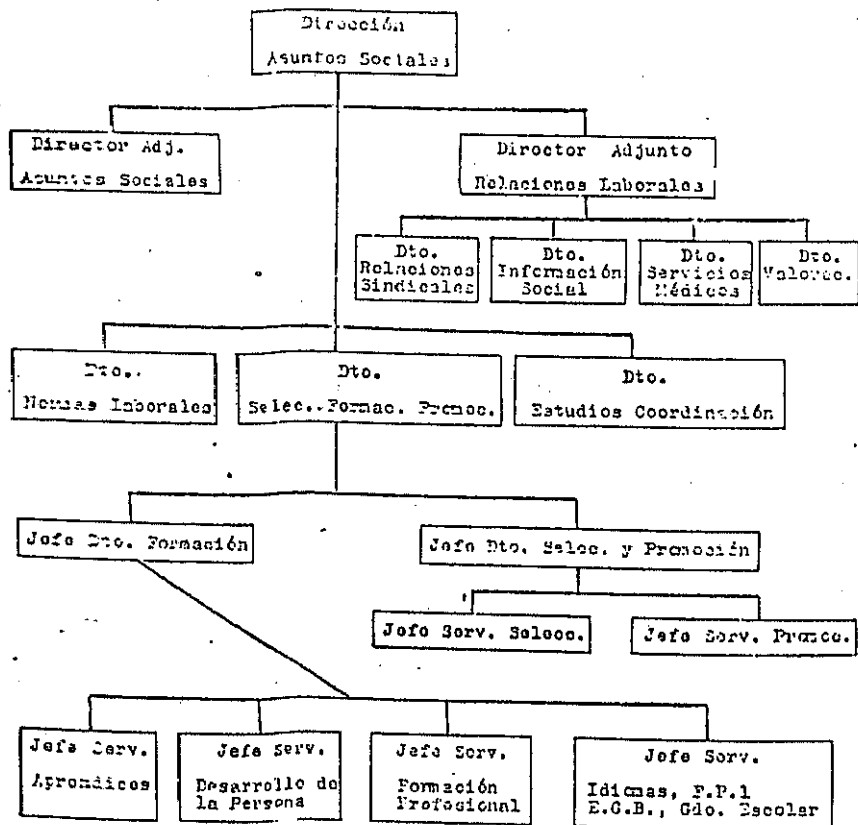 Dirección
Asuntos Sociales
Director Adj.
Asuntos Sociales
Director Adjunto
Relaciones Laborales
Dto.
Relaciones
Sindicales
Dto.
Información
Social
Dto.
Servicios
Médicos
Dto.
Valorac.
Dto.
Normas Laborales
Dto.
Selec. Formac. Promoc.
Dto.
Estudios Coordinación
Jefe Dto. Formación
Jefe Dto. Selec. y Promoción
Jefe Serv. Selecc.
Jefe Serv. Promoc.
Jefe Serv.
Aprendices
Jefe Serv.
Desarrollo de
la Persona
Jefe Serv.
Formación
Profesional
Jefe Serv.
Idiomas, F.P.1
E.G.B., Gdo. Escolar